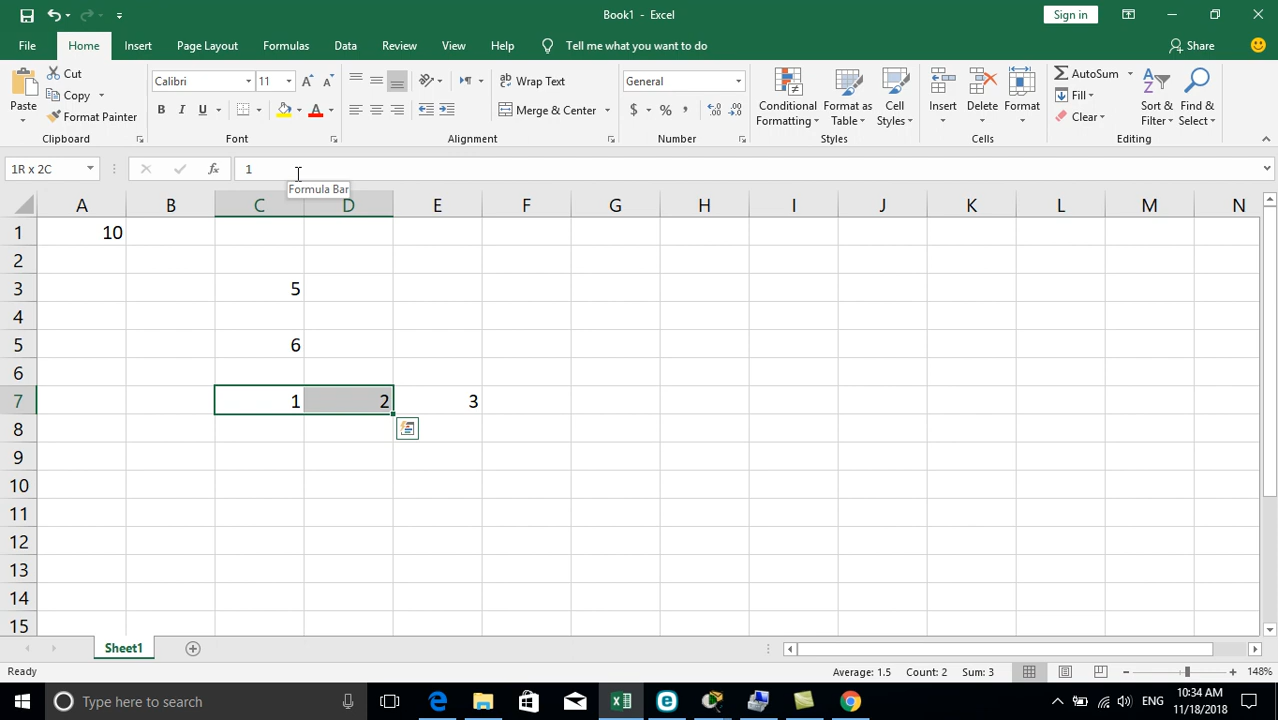 Book1 - Excel
Sign in
File Home Insert Page Layout Formulas Data Review View Help Tell me what you want to do Share
Paste Cut Copy Format Painter
Clipboard
Calibri 11
B I U
Font
Wrap Text
Merge & Center
Alignment
General
$ % ,
Number
Conditional Formatting Format as Table Cell Styles
Styles
Insert Delete Format
Cells
AutoSum
Fill
Clear
Sort & Filter Find & Select
Editing
1R x 2C fx 1
Formula Bar
A B C D E F G H I J K L M N
1 10
2
3 5
4
5 6
6
7 1 2 3
8
9
10
11
12
13
14
15
Sheet1
Ready Average: 1.5 Count: 2 Sum: 3 148%
Type here to search ENG 10:34 AM
11/18/2018